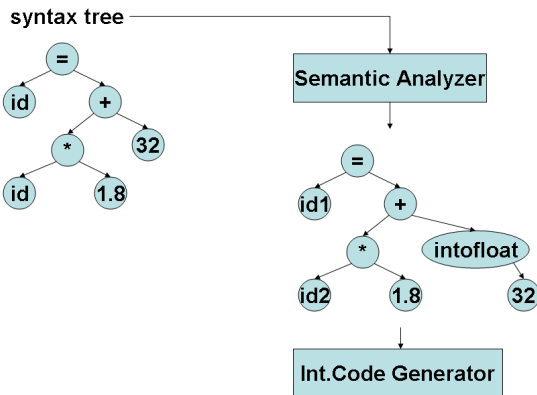 syntax tree
=
id
+
*
32
id
1.8
Semantic Analyzer
=
id1
+
*
intofloat
id2
1.8
32
Int.Code Generator